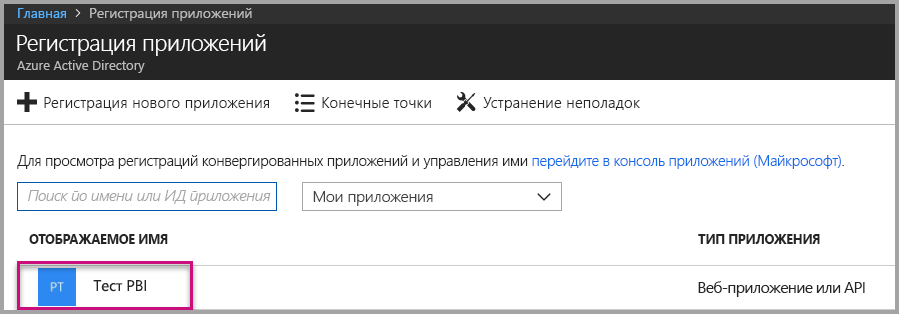 Главная > Регистрация приложений
Регистрация приложений
Azure Active Directory
Регистрация нового приложения Конечные точки Устранение неполадок
Для просмотра регистраций конвергированных приложений и управления ими перейдите в консоль приложений (Майкрософт).
Поиск по имени или ИД приложения Мои приложения
ОТОБРАЖАЕМОЕ ИМЯ ТИП ПРИЛОЖЕНИЯ
PT Тест PBI Веб-приложение или API